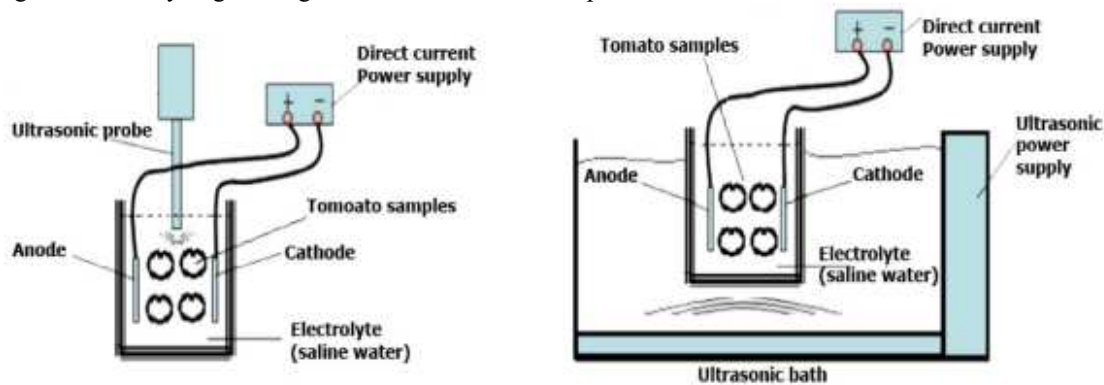 Direct current
Power supply
+ −
Ultrasonic probe
Tomoato samples
Anode
Cathode
Electrolyte
(saline water)
Direct current
Power supply
+ −
Tomato samples
Ultrasonic
power
supply
Anode
Cathode
Electrolyte
(saline water)
Ultrasonic bath